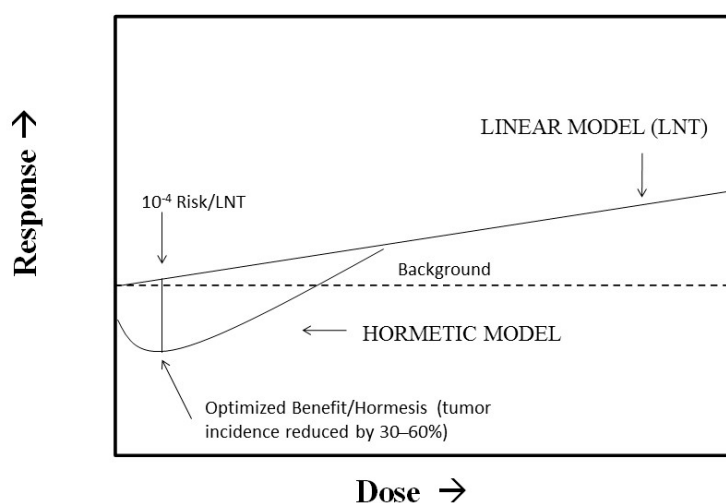 LINEAR MODEL (LNT)
10⁻⁴ Risk/LNT
Response →
Background
HORMETIC MODEL
Optimized Benefit/Hormesis (tumor
incidence reduced by 30–60%)
Dose →